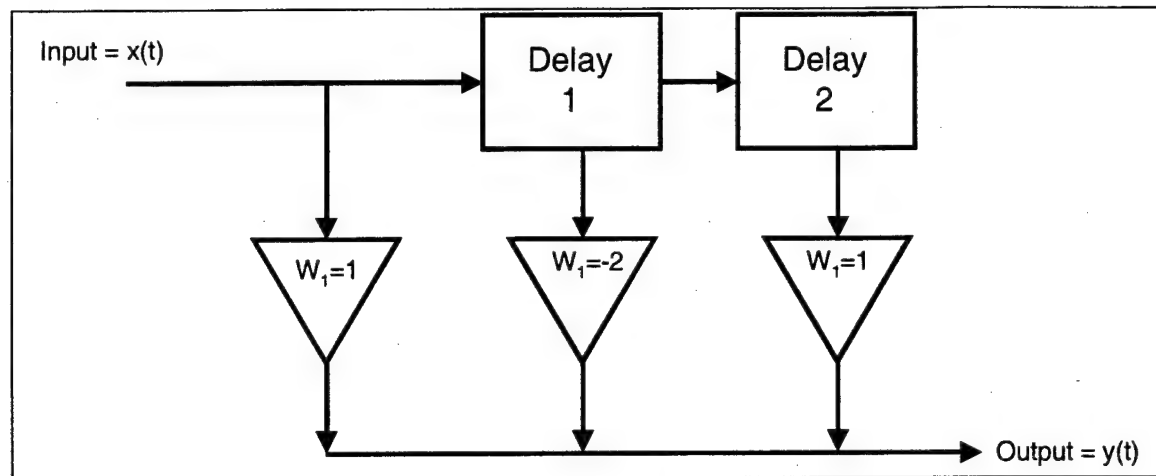 Input = x(t)
Delay
1
Delay
2
W₁=1
W₁=-2
W₁=1
Output = y(t)